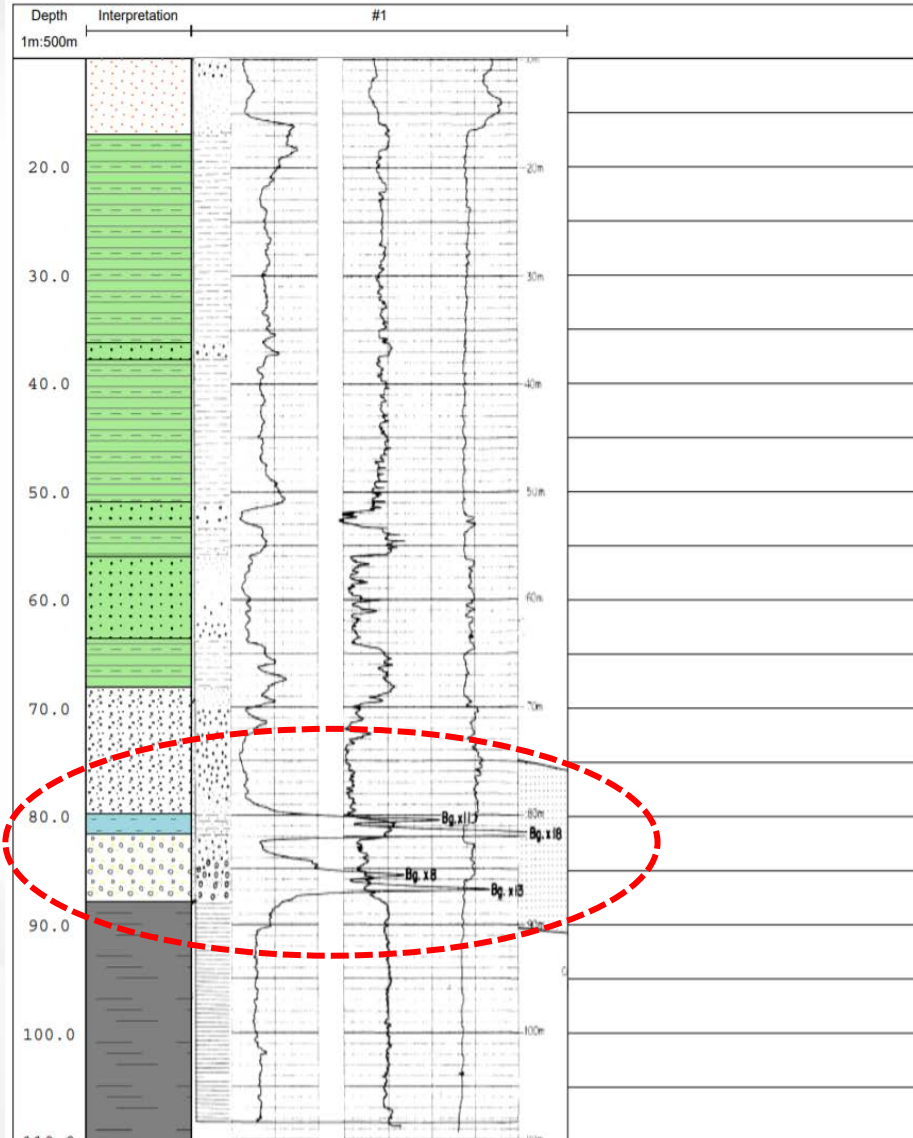 Depth Interpretation #1
1m:500m
20.0 20m
30.0 30m
40.0 40m
50.0 50m
60.0 60m
70.0 70m
80.0 80m
Bg. x11
Bg. x18
Bg. x8
Bg. x13
90.0 90m
100.0 100m